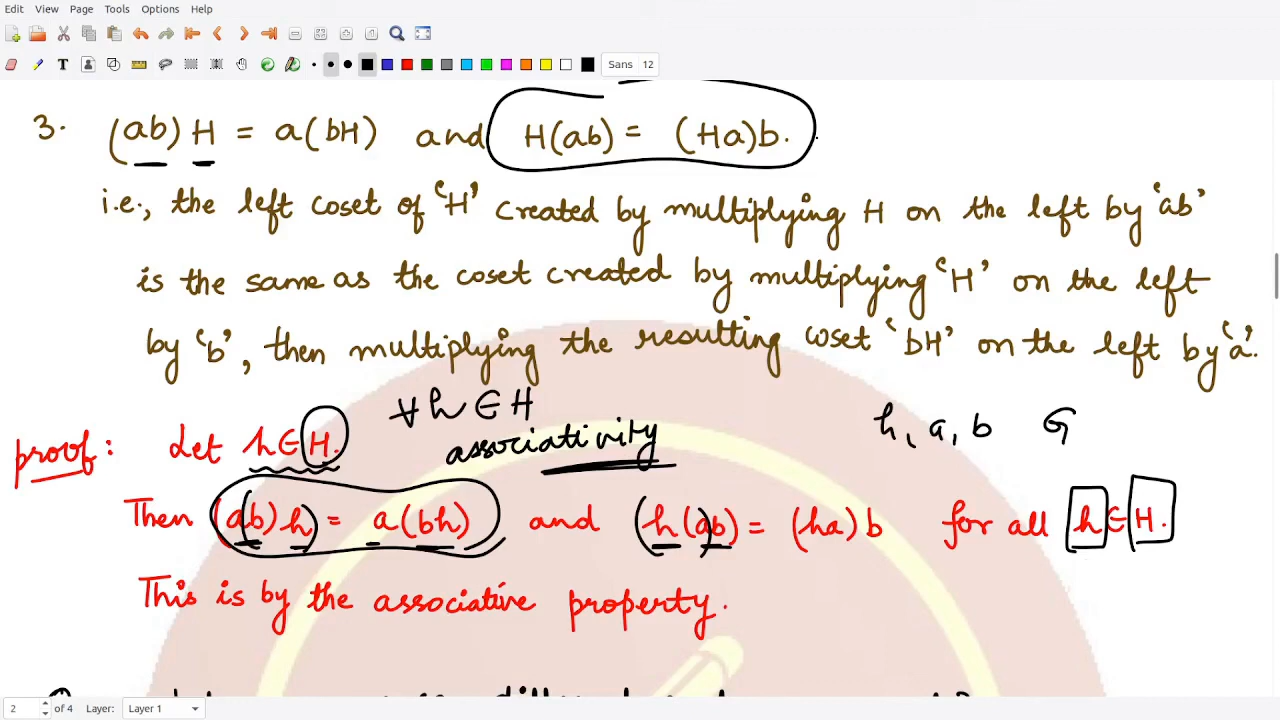 Edit View Page Tools Options Help
Sans 12
3. (ab) H = a(bH) and H(ab) = (Ha)b.
i.e., the left coset of 'H' created by multiplying H on the left by 'ab'
is the same as the coset created by multiplying 'H' on the left
by 'b', then multiplying the resulting coset 'bH' on the left by 'a'.
∀ h ∈ H
proof: Let h ∈ H. associativity h, a, b G
Then (ab)h = a(bh) and h(ab) = (ha)b for all h ∈ H.
This is by the associative property.
2 of 4 Layer: Layer 1